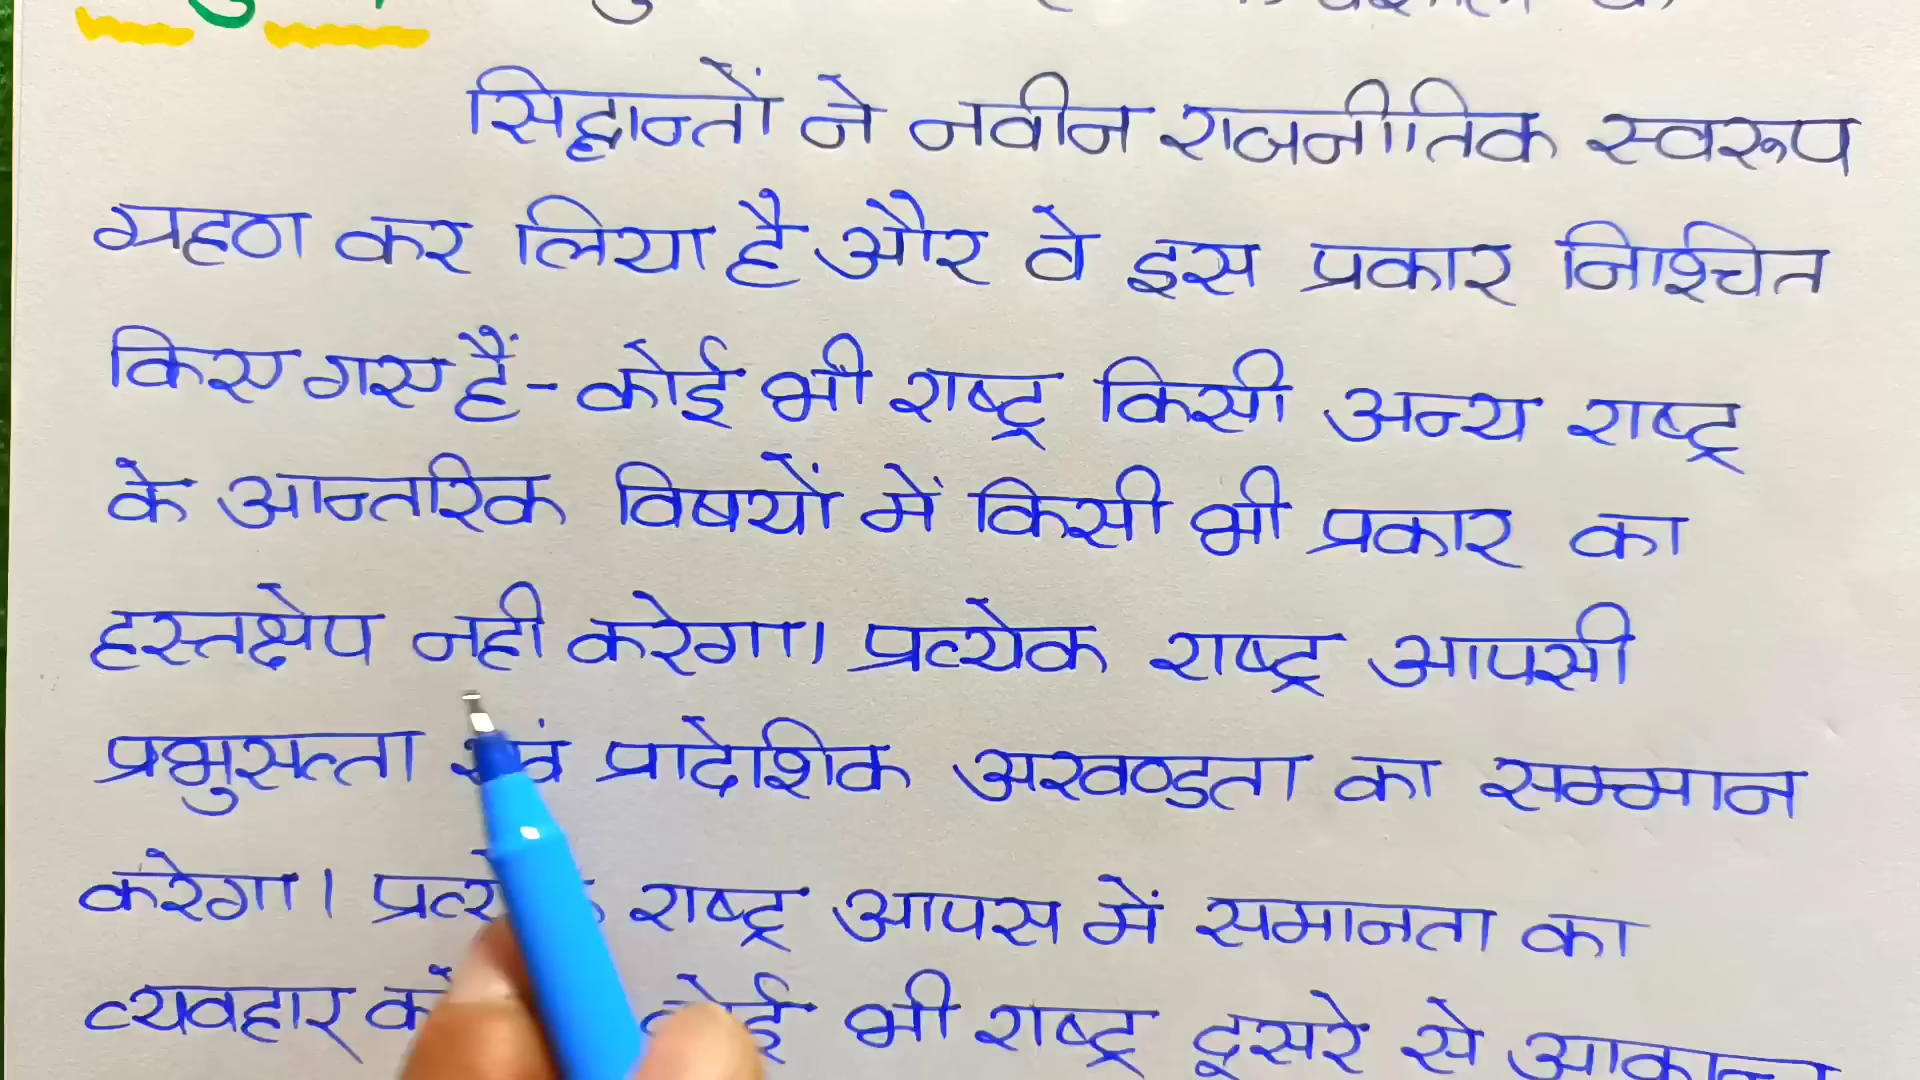 सिद्धान्तों ने नवीन राजनीतिक स्वरूप
ग्रहण कर लिया है और वे इस प्रकार निश्चित
किए गए हैं - कोई भी राष्ट्र किसी अन्य राष्ट्र
के आन्तरिक विषयों में किसी भी प्रकार का
हस्तक्षेप नही करेगा। प्रत्येक राष्ट्र आपसी
प्रभुसत्ता एवं प्रादेशिक अखण्डता का सम्मान
करेगा। राष्ट्र आपस में समानता का
व्यवहार कोई भी राष्ट्र दूसरे से